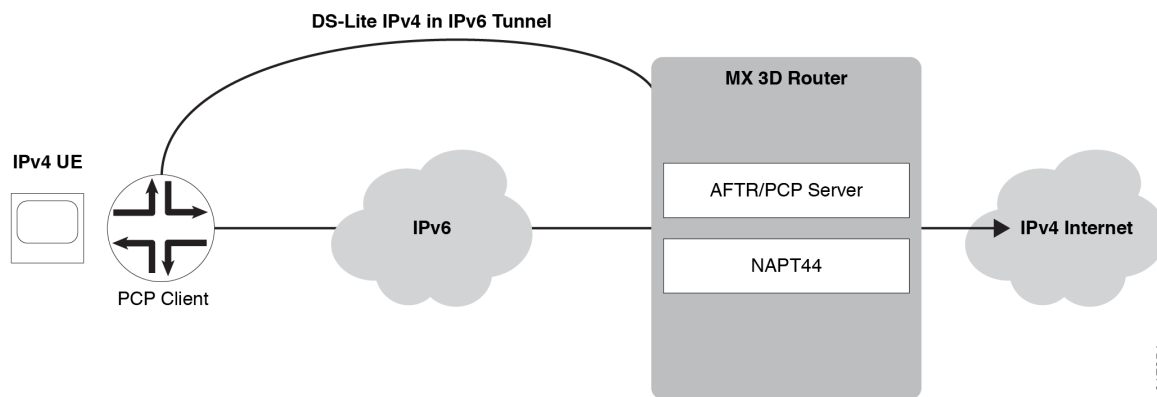 DS-Lite IPv4 in IPv6 Tunnel
MX 3D Router
IPv4 UE
AFTR/PCP Server
IPv6
IPv4 Internet
NAPT44
PCP Client